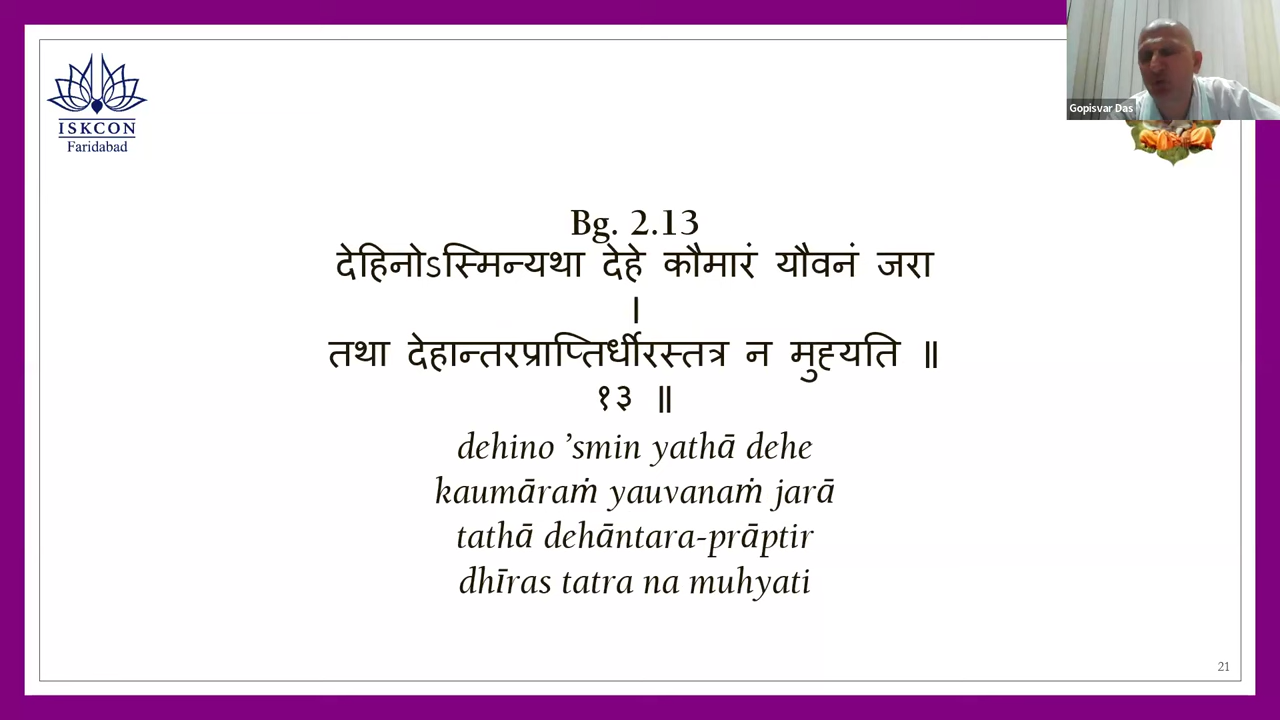 ISKCON
Faridabad
Gopisvar Das
Bg. 2.13
देहिनोऽस्मिन्यथा देहे कौमारं यौवनं जरा
।
तथा देहान्तरप्राप्तिर्धीरस्तत्र न मुह्यति ॥
१३ ॥
dehino ’smin yathā dehe
kaumāraṁ yauvanaṁ jarā
tathā dehāntara-prāptir
dhīras tatra na muhyati
21